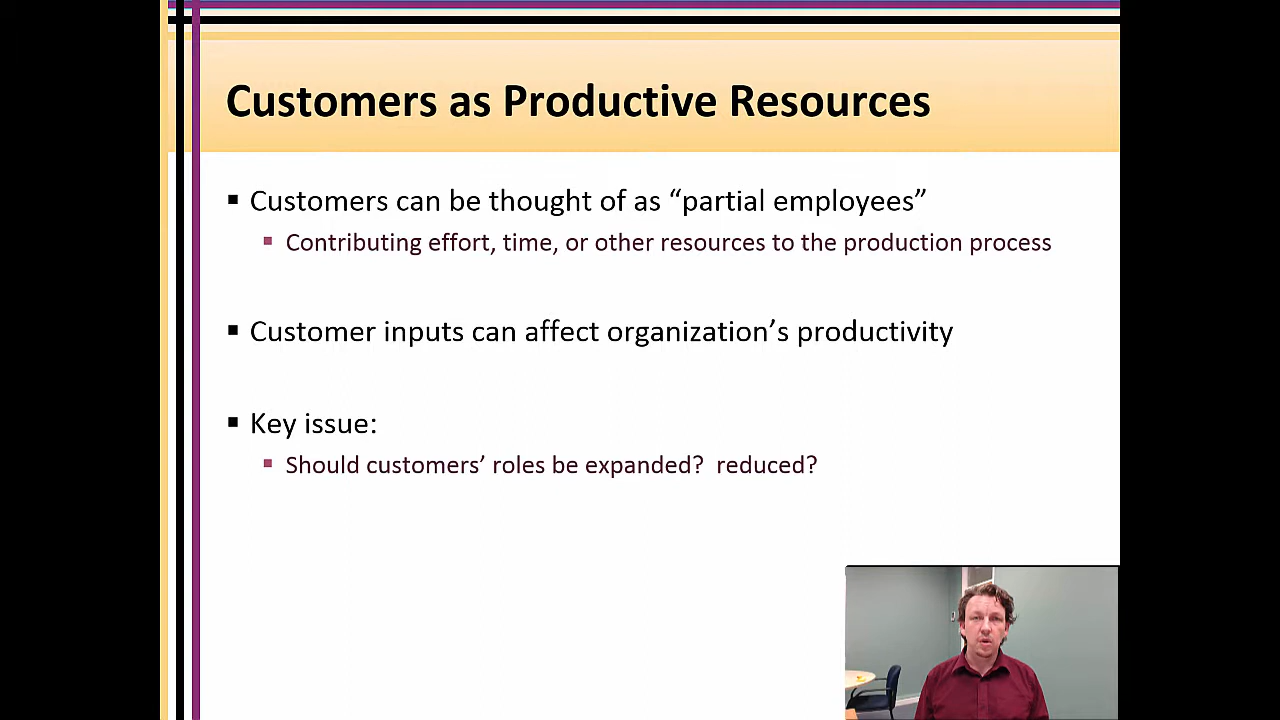 Customers as Productive Resources
▪ Customers can be thought of as “partial employees”
▪ Contributing effort, time, or other resources to the production process
▪ Customer inputs can affect organization’s productivity
▪ Key issue:
▪ Should customers’ roles be expanded?  reduced?